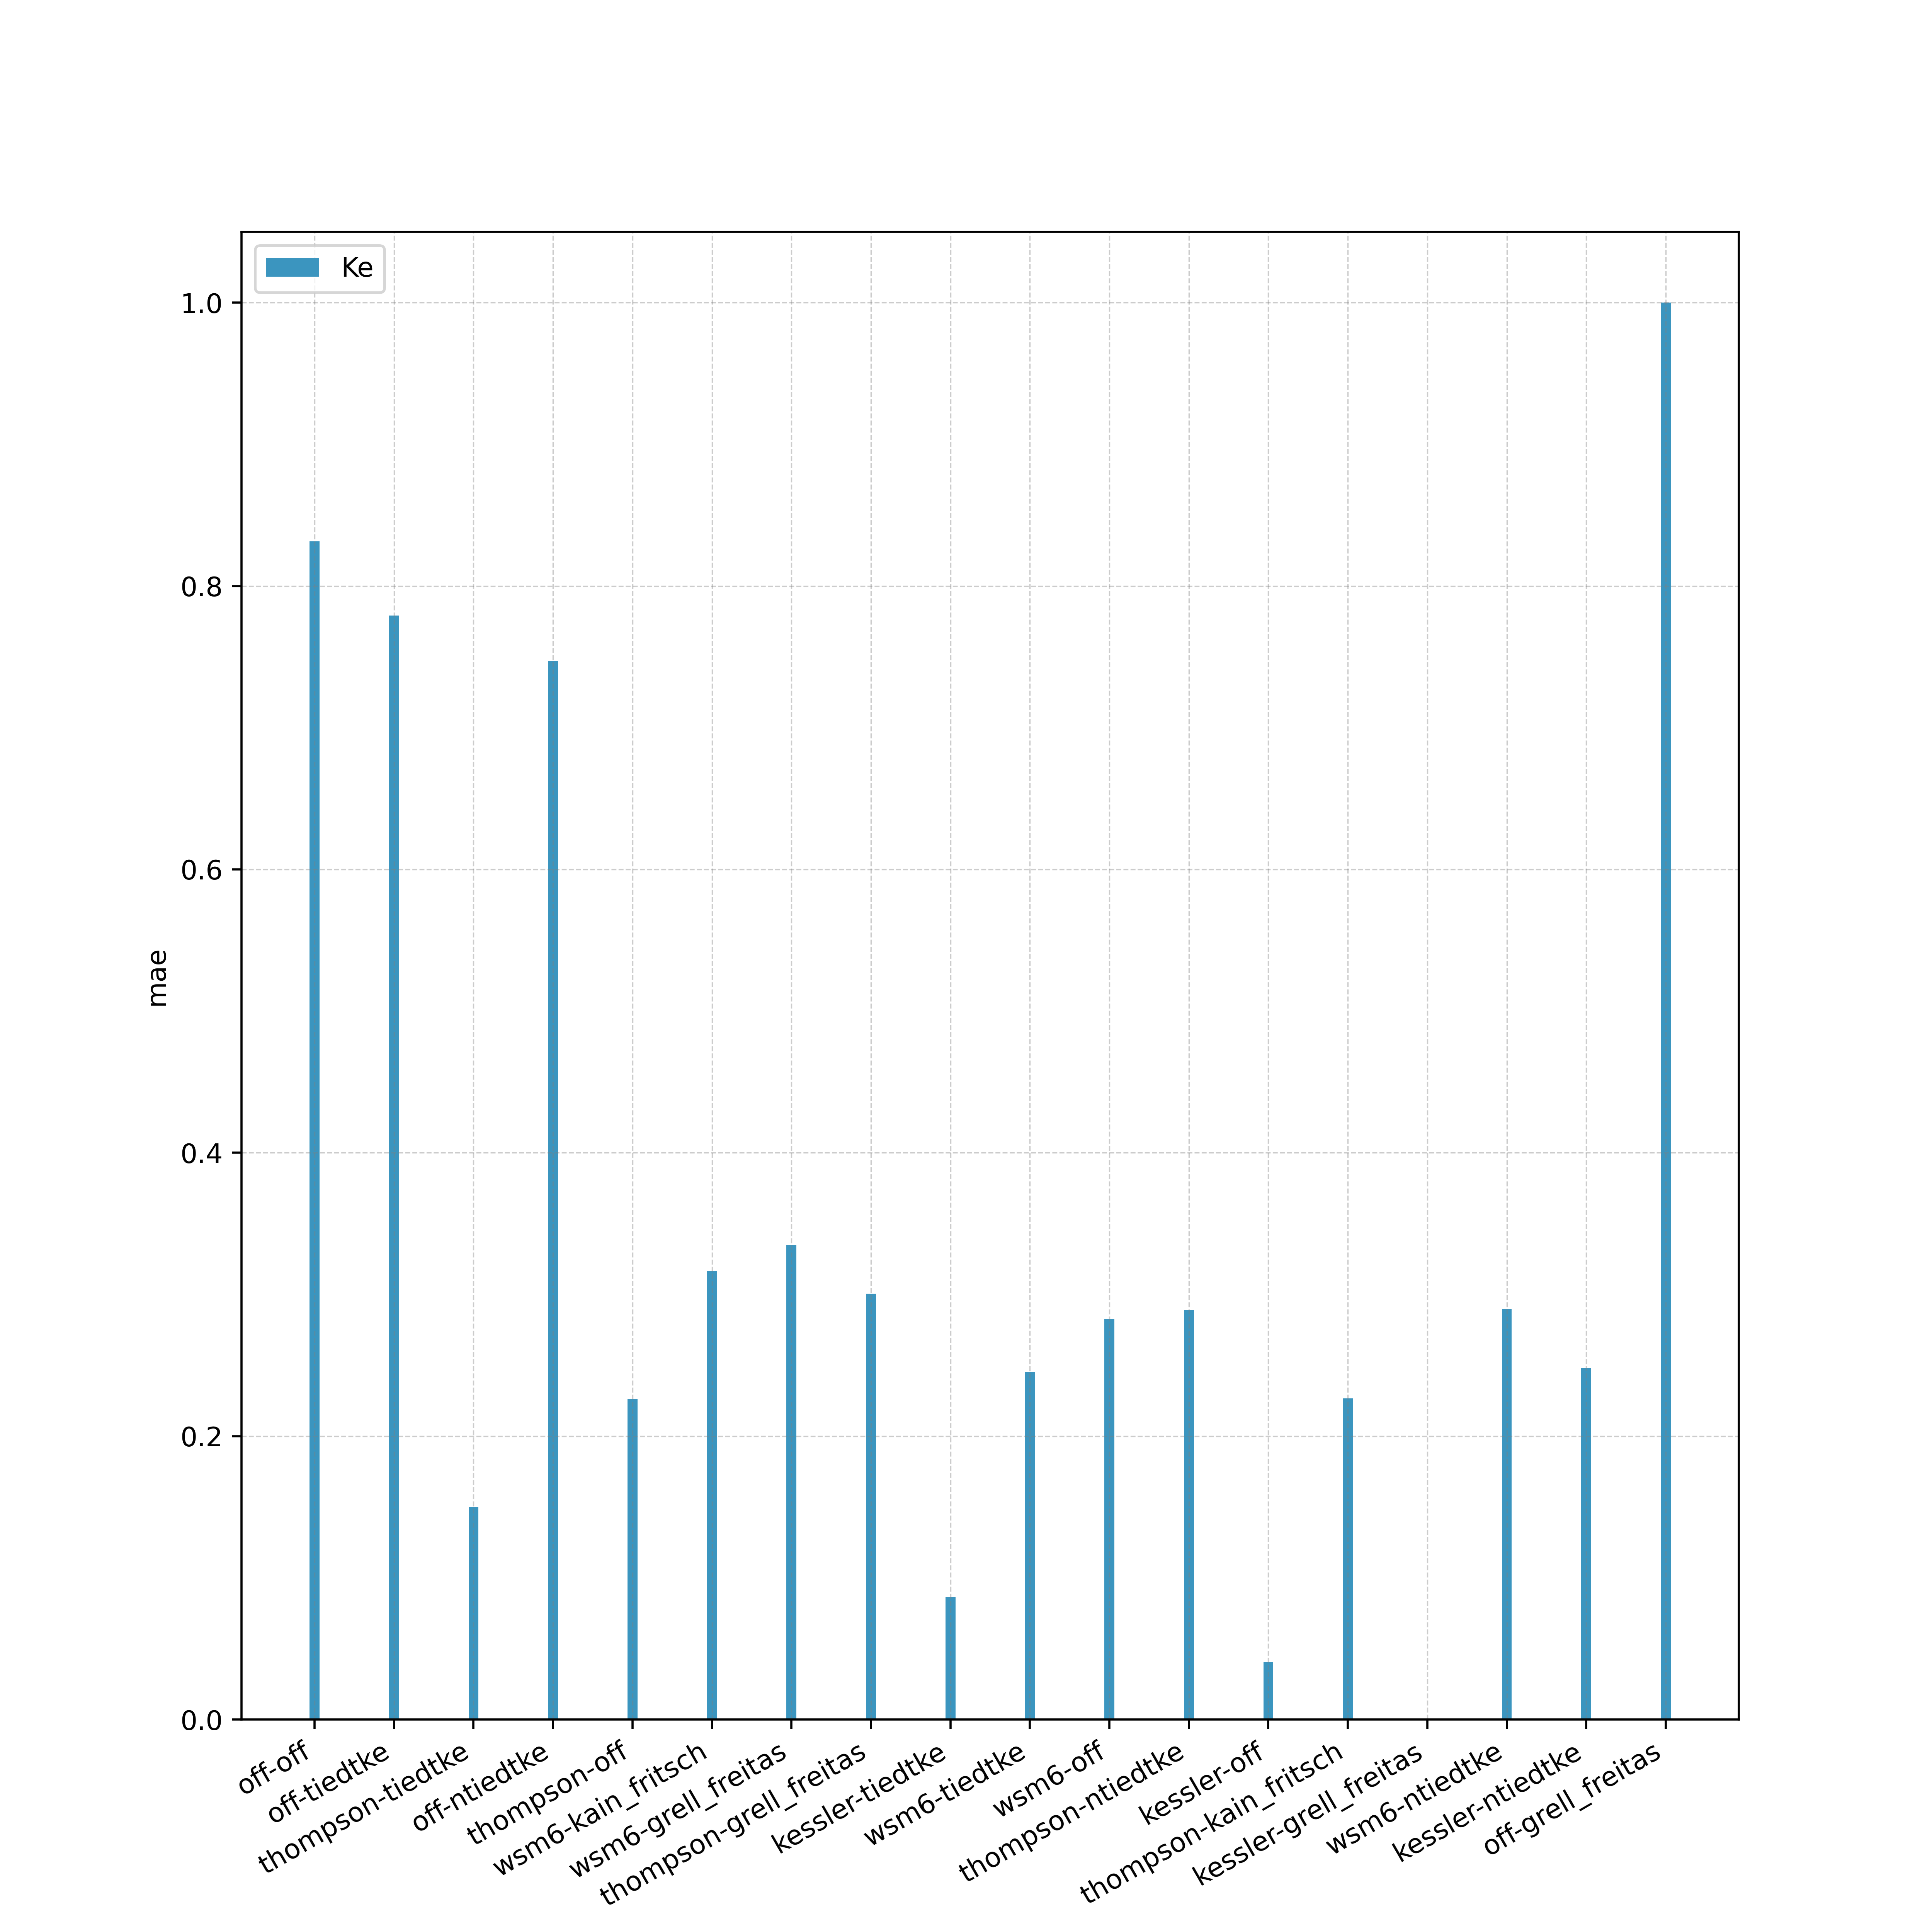 Ke
1.0
0.8
0.6
0.4
0.2
0.0
mae
off-off
off-tiedtke
thompson-tiedtke
off-ntiedtke
thompson-off
wsm6-kain_fritsch
wsm6-grell_freitas
thompson-grell_freitas
kessler-tiedtke
wsm6-tiedtke
wsm6-off
thompson-ntiedtke
kessler-off
thompson-kain_fritsch
kessler-grell_freitas
wsm6-ntiedtke
kessler-ntiedtke
off-grell_freitas